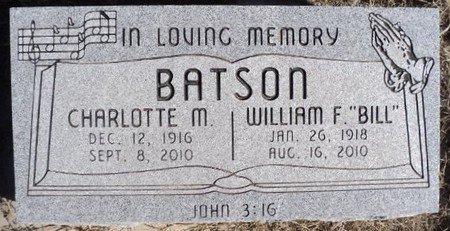 IN LOVING MEMORY
BATSON
CHARLOTTE M. WILLIAM F. "BILL"
DEC. 12, 1916 JAN. 26, 1918
SEPT. 8, 2010 AUG. 16, 2010
JOHN 3:16